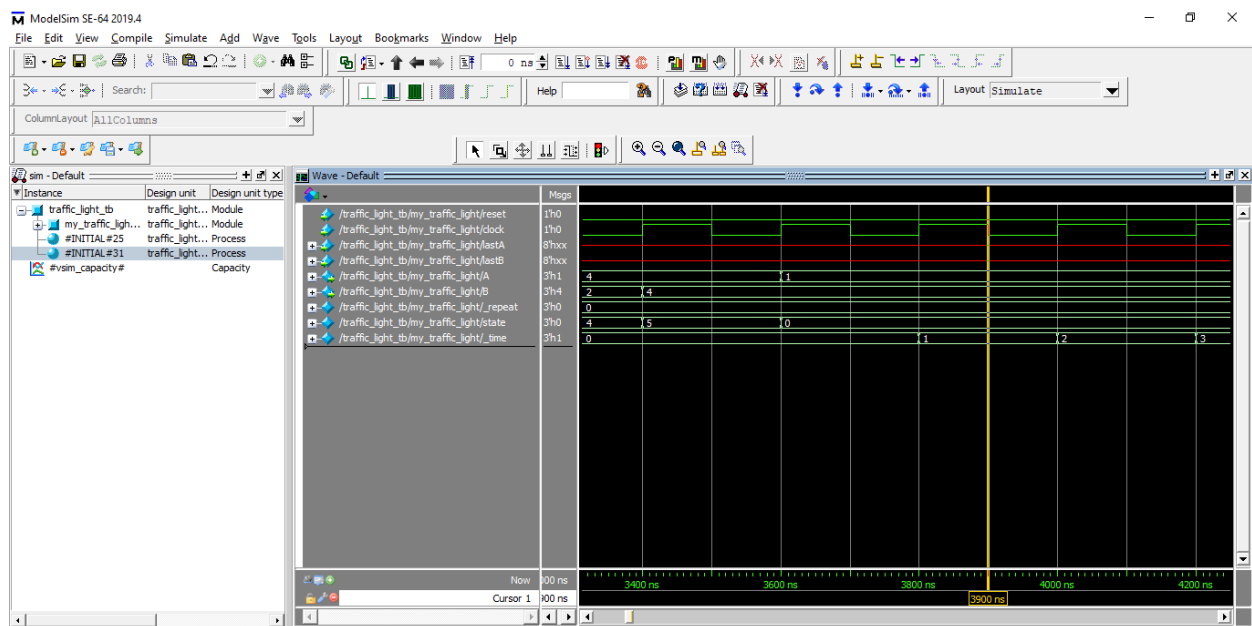 ModelSim SE-64 2019.4
File Edit View Compile Simulate Add Wave Tools Layout Bookmarks Window Help
0 ns
Search: Help Layout Simulate
ColumnLayout AllColumns
sim - Default
Wave - Default
Instance Design unit Design unit type
Msgs
traffic_light_tb traffic_light... Module
my_traffic_ligh... traffic_light... Module
#INITIAL#25 traffic_light... Process
#INITIAL#31 traffic_light... Process
#vsim_capacity# Capacity
/traffic_light_tb/my_traffic_light/reset 1'h0
/traffic_light_tb/my_traffic_light/clock 1'h0
/traffic_light_tb/my_traffic_light/lastA 8'hxx
/traffic_light_tb/my_traffic_light/lastB 8'hxx
/traffic_light_tb/my_traffic_light/A 3'h1 4 1
/traffic_light_tb/my_traffic_light/B 3'h4 2 4
/traffic_light_tb/my_traffic_light/_repeat 3'h0 0
/traffic_light_tb/my_traffic_light/state 3'h0 4 5 0
/traffic_light_tb/my_traffic_light/_time 3'h1 0 1 2 3
Now 000 ns 3400 ns 3600 ns 3800 ns 4000 ns 4200 ns
Cursor 1 900 ns 3900 ns